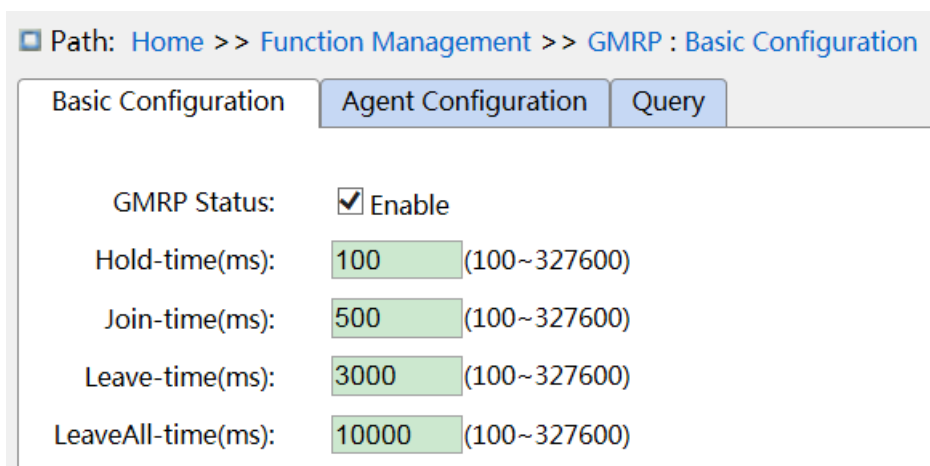 Path: Home >> Function Management >> GMRP : Basic Configuration
Basic Configuration Agent Configuration Query
GMRP Status: Enable
Hold-time(ms): 100 (100~327600)
Join-time(ms): 500 (100~327600)
Leave-time(ms): 3000 (100~327600)
LeaveAll-time(ms): 10000 (100~327600)